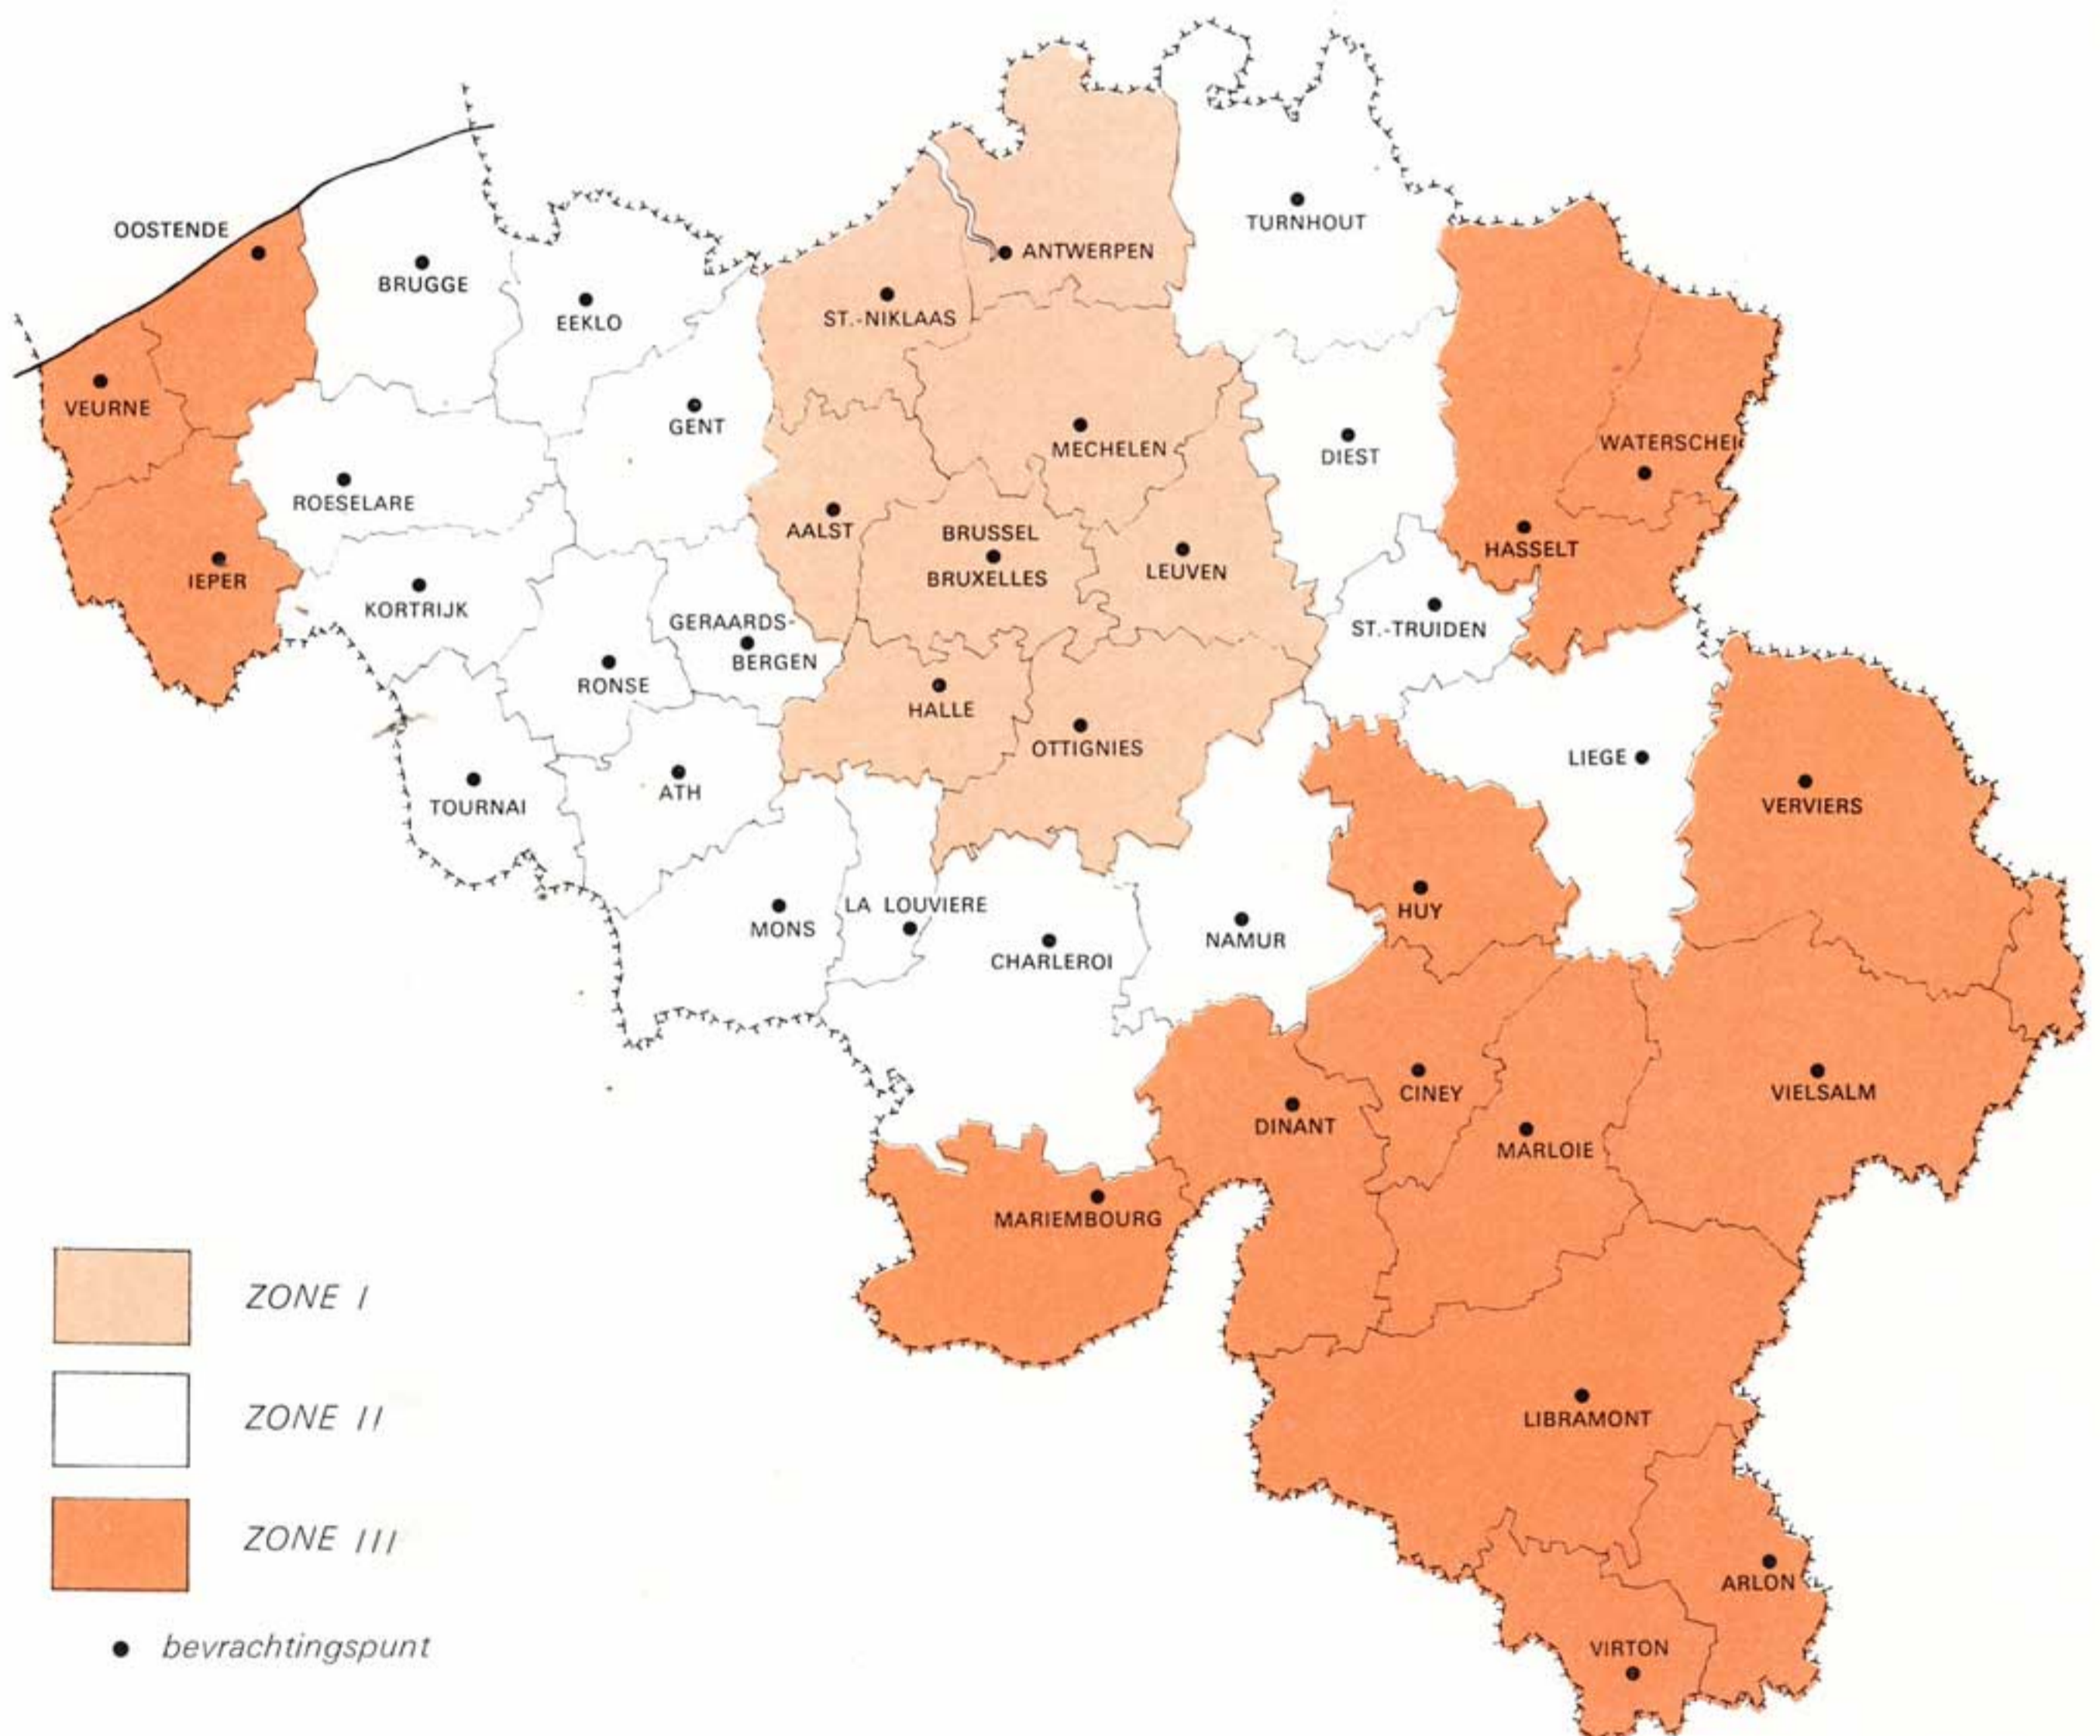 OOSTENDE
BRUGGE
EEKLO
ST.-NIKLAAS
ANTWERPEN
TURNHOUT
VEURNE
GENT
MECHELEN
DIEST
WATERSCHEI
ROESELARE
AALST
BRUSSEL
BRUXELLES
LEUVEN
HASSELT
IEPER
KORTRIJK
GERAARDS-
BERGEN
ST.-TRUIDEN
RONSE
HALLE
OTTIGNIES
LIEGE
TOURNAI
ATH
VERVIERS
MONS
LA LOUVIERE
CHARLEROI
NAMUR
HUY
CINEY
DINANT
MARLOIE
VIELSALM
MARIEMBOURG
LIBRAMONT
ARLON
VIRTON
ZONE I
ZONE II
ZONE III
bevrachtingspunt